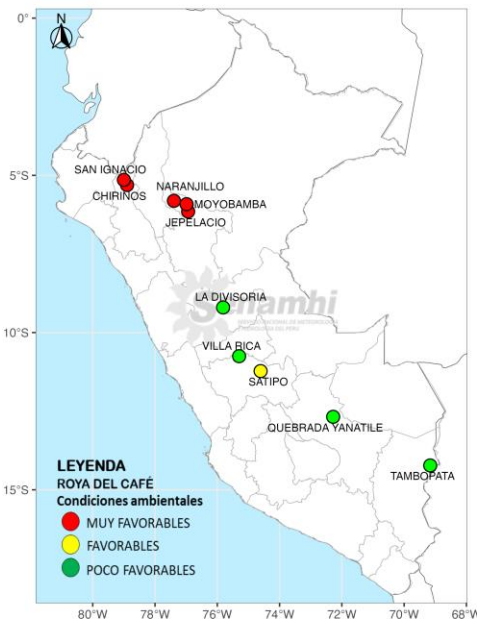 N
0°
SAN IGNACIO
5°S
CHIRINOS
NARANJILLO
MOYOBAMBA
JEPELACIO
LA DIVISORIA
Senamhi
10°S
VILLA RICA
SATIPO
QUEBRADA YANATILE
TAMBOPATA
LEYENDA
ROYA DEL CAFÉ
Condiciones ambientales
MUY FAVORABLES
FAVORABLES
POCO FAVORABLES
15°S
80°W 78°W 76°W 74°W 72°W 70°W 68°W